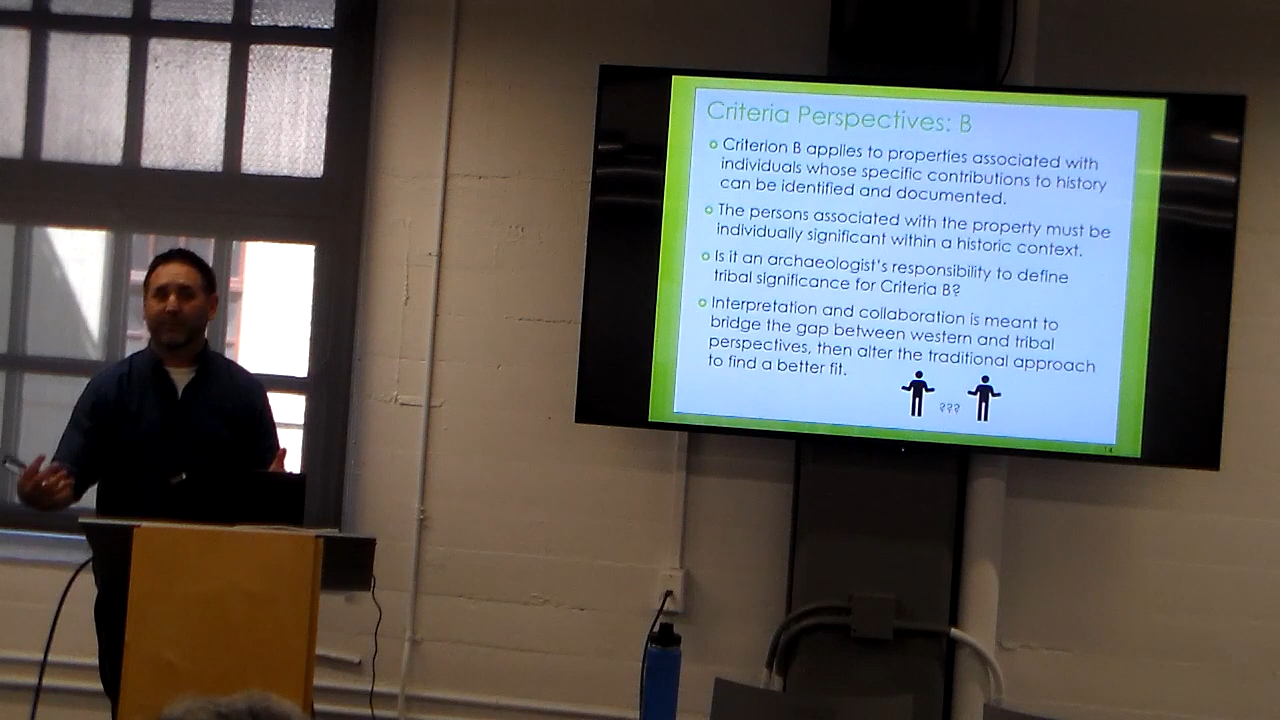 Criteria Perspectives: B
Criterion B applies to properties associated with
individuals whose specific contributions to history
can be identified and documented.
The persons associated with the property must be
individually significant within a historic context.
Is it an archaeologist's responsibility to define
tribal significance for Criteria B?
Interpretation and collaboration is meant to
bridge the gap between western and tribal
perspectives, then alter the traditional approach
to find a better fit.
???
14